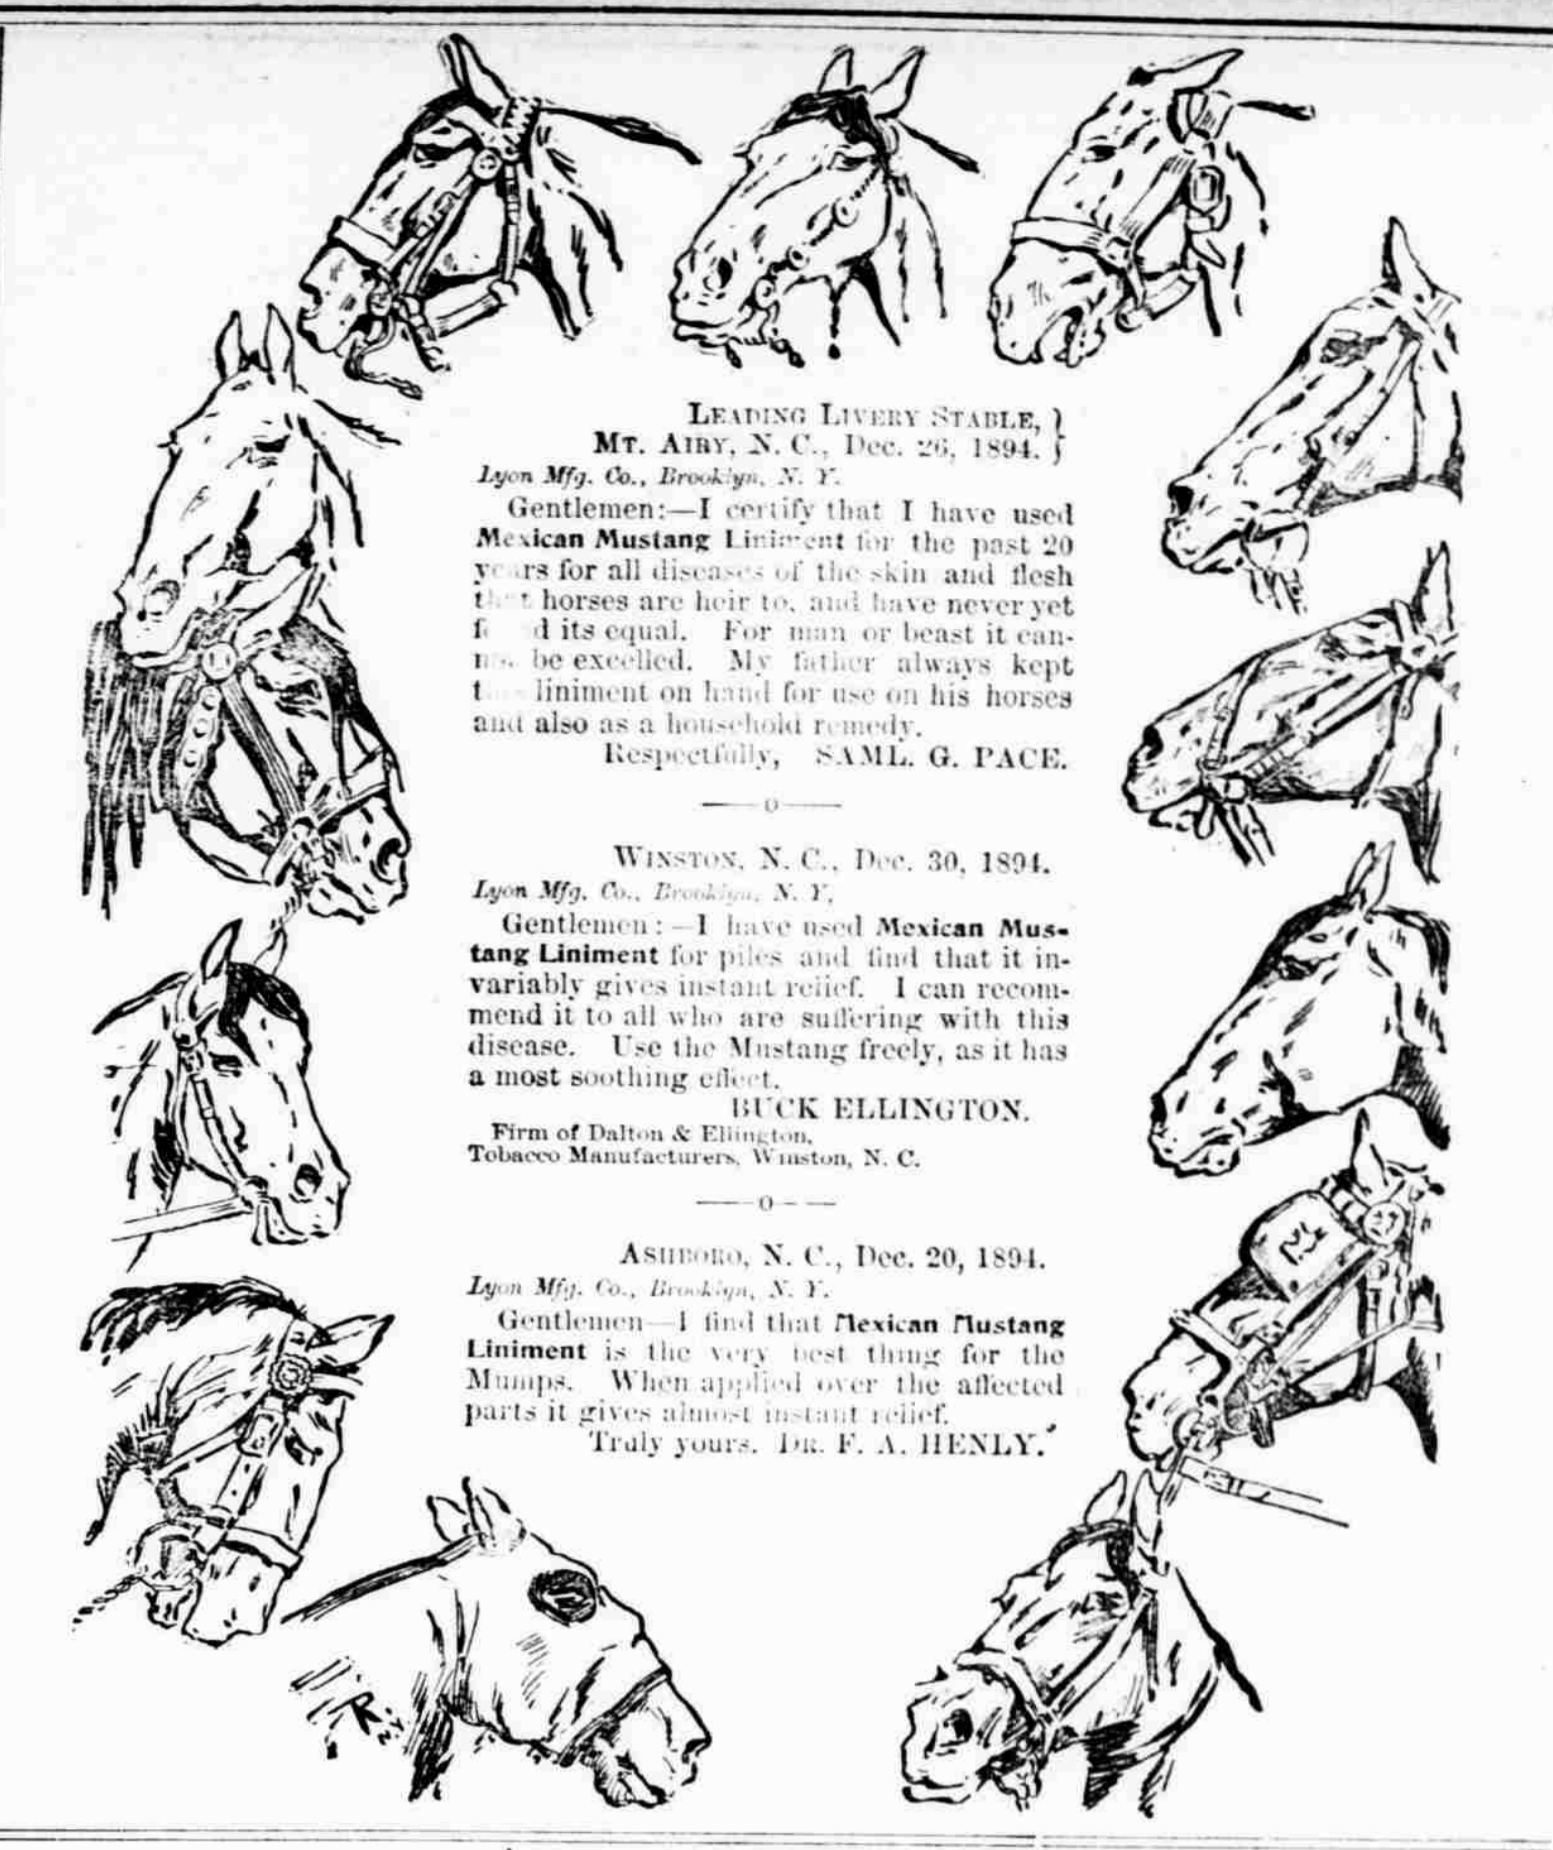 LEADING LIVERY STABLE, }
MT. AIRY, N. C., Dec. 26, 1894. }
Lyon Mfg. Co., Brooklyn, N. Y.
Gentlemen:—I certify that I have used
Mexican Mustang Liniment for the past 20
years for all diseases of the skin and flesh
that horses are heir to, and have never yet
d its equal. For man or beast it can-
be excelled. My father always kept
liniment on hand for use on his horses
and also as a household remedy.
Respectfully, SAML. G. PACE.
——o——
WINSTON, N. C., Dec. 30, 1894.
Lyon Mfg. Co., Brooklyn, N. Y,
Gentlemen:—I have used Mexican Mus-
tang Liniment for piles and find that it in-
variably gives instant relief. I can recom-
mend it to all who are suffering with this
disease. Use the Mustang freely, as it has
a most soothing effect.
BUCK ELLINGTON.
Firm of Dalton & Ellington,
Tobacco Manufacturers, Winston, N. C.
——o——
ASHBORO, N. C., Dec. 20, 1894.
Lyon Mfg. Co., Brooklyn, N. Y.
Gentlemen—I find that Mexican Mustang
Liniment is the very best thing for the
Mumps. When applied over the affected
parts it gives almost instant relief.
Truly yours. DR. F. A. HENLY.